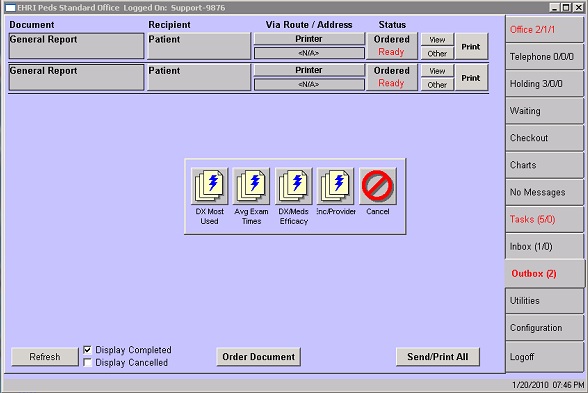 EHRI Peds Standard Office Logged On: Support-9876
Document Recipient Via Route / Address Status
General Report Patient Printer Ordered View Print
<N/A> Ready Other
General Report Patient Printer Ordered View Print
<N/A> Ready Other
DX Most Used
Avg Exam Times
DX/Meds Efficacy
Enc/Provider
Cancel
Refresh
Display Completed
Display Cancelled
Order Document
Send/Print All
Office 2/1/1
Telephone 0/0/0
Holding 3/0/0
Waiting
Checkout
Charts
No Messages
Tasks (5/0)
Inbox (1/0)
Outbox (2)
Utilities
Configuration
Logoff
1/20/2010 07:46 PM